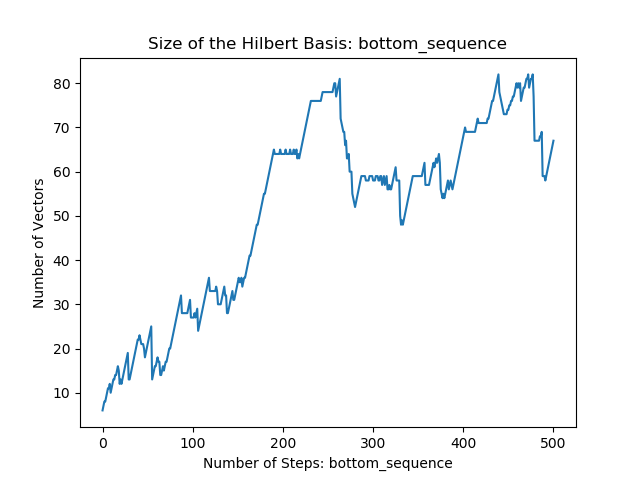 Size of the Hilbert Basis: bottom_sequence
Number of Vectors
80
70
60
50
40
30
20
10
0 100 200 300 400 500
Number of Steps: bottom_sequence